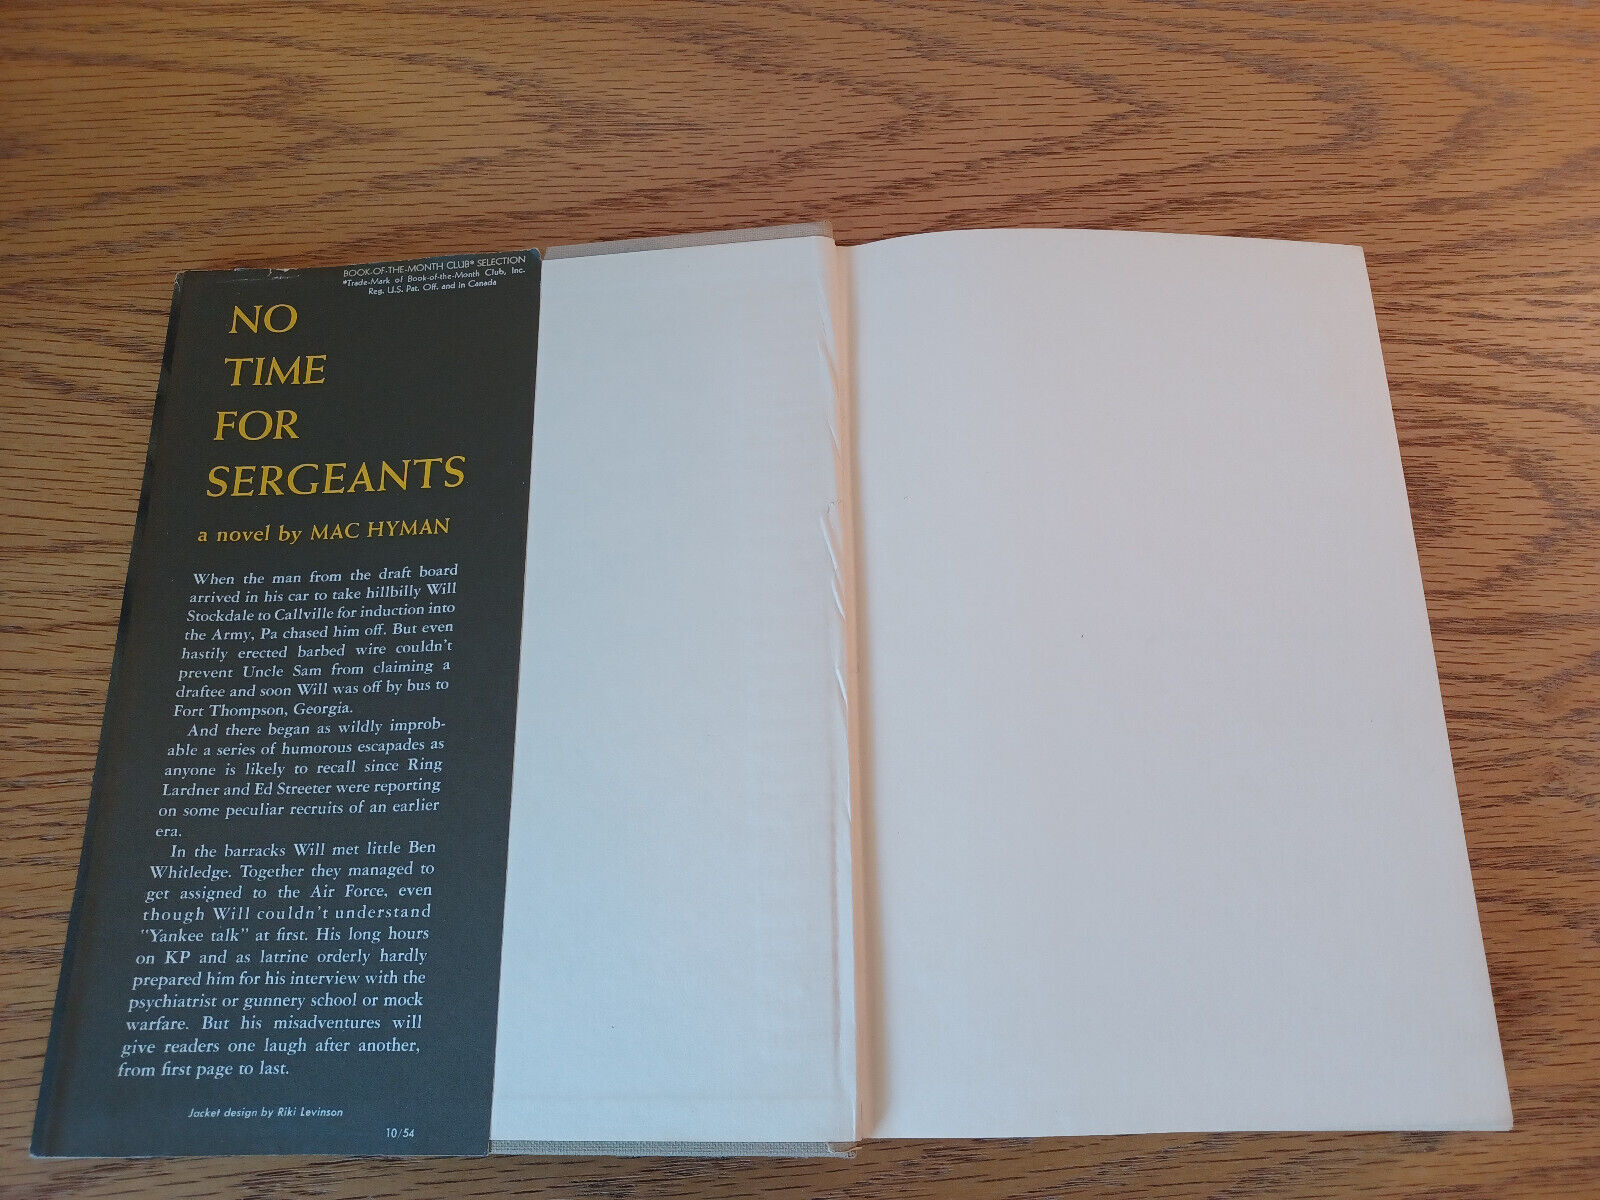 BOOK-OF-THE-MONTH CLUB* SELECTION
*Trade-Mark of Book-of-the-Month Club, Inc.
Reg. U.S. Pat. Off. and in Canada
NO
TIME
FOR
SERGEANTS
a novel by MAC HYMAN
When the man from the draft board
arrived in his car to take hillbilly Will
Stockdale to Callville for induction into
the Army, Pa chased him off. But even
hastily erected barbed wire couldn't
prevent Uncle Sam from claiming a
draftee and soon Will was off by bus to
Fort Thompson, Georgia.
And there began as wildly improb-
able a series of humorous escapades as
anyone is likely to recall since Ring
Lardner and Ed Streeter were reporting
on some peculiar recruits of an earlier
era.
In the barracks Will met little Ben
Whitledge. Together they managed to
get assigned to the Air Force, even
though Will couldn't understand
"Yankee talk" at first. His long hours
on KP and as latrine orderly hardly
prepared him for his interview with the
psychiatrist or gunnery school or mock
warfare. But his misadventures will
give readers one laugh after another,
from first page to last.
Jacket design by Riki Levinson
10/54